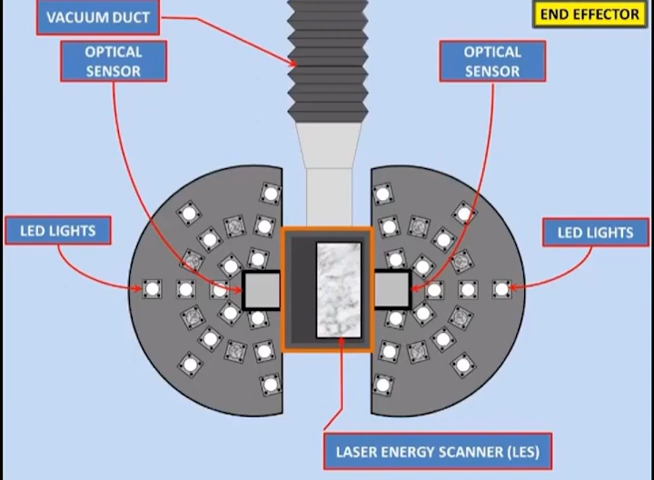 VACUUM DUCT
END EFFECTOR
OPTICAL
SENSOR
OPTICAL
SENSOR
LED LIGHTS
LED LIGHTS
LASER ENERGY SCANNER (LES)